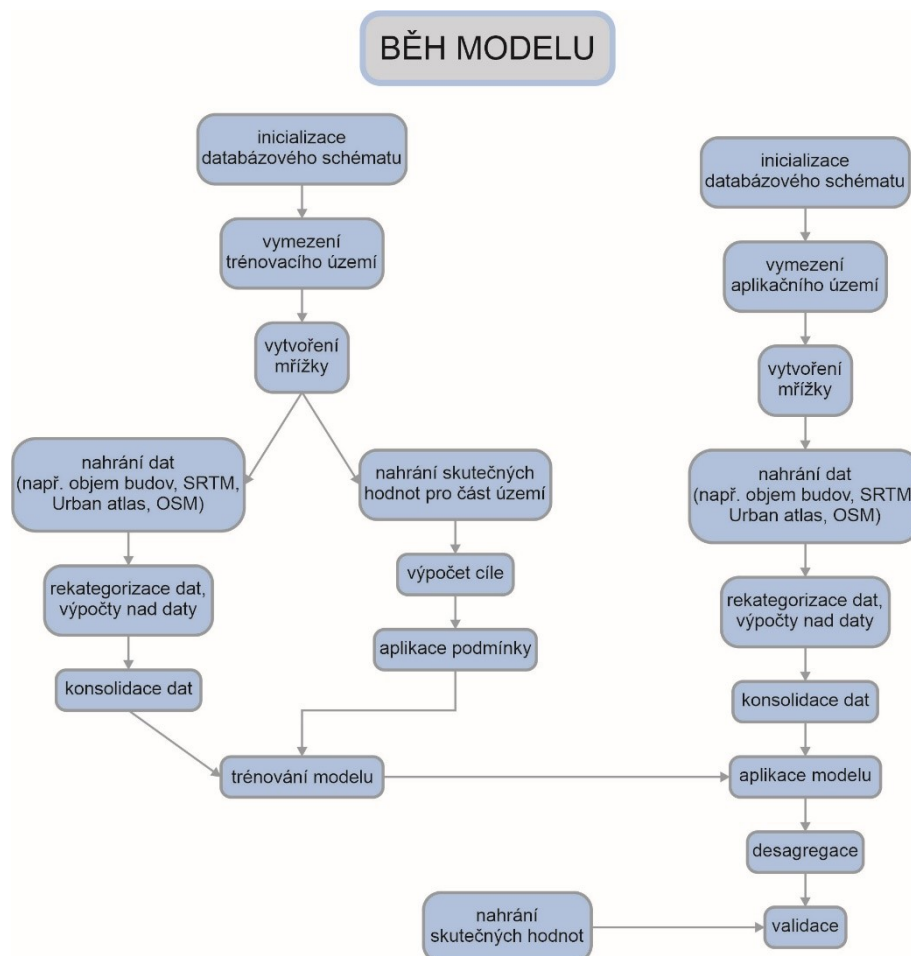 BĚH MODELU
inicializace
databázového schématu
vymezení
trénovacího území
vytvoření
mřížky
nahrání dat
(např. objem budov, SRTM,
Urban atlas, OSM)
rekategorizace dat,
výpočty nad daty
konsolidace dat
nahrání skutečných
hodnot pro část území
výpočet cíle
aplikace podmínky
trénování modelu
inicializace
databázového schématu
vymezení
aplikačního území
vytvoření
mřížky
nahrání dat
(např. objem budov, SRTM,
Urban atlas, OSM)
rekategorizace dat,
výpočty nad daty
konsolidace dat
aplikace modelu
desagregace
nahrání
skutečných hodnot
validace